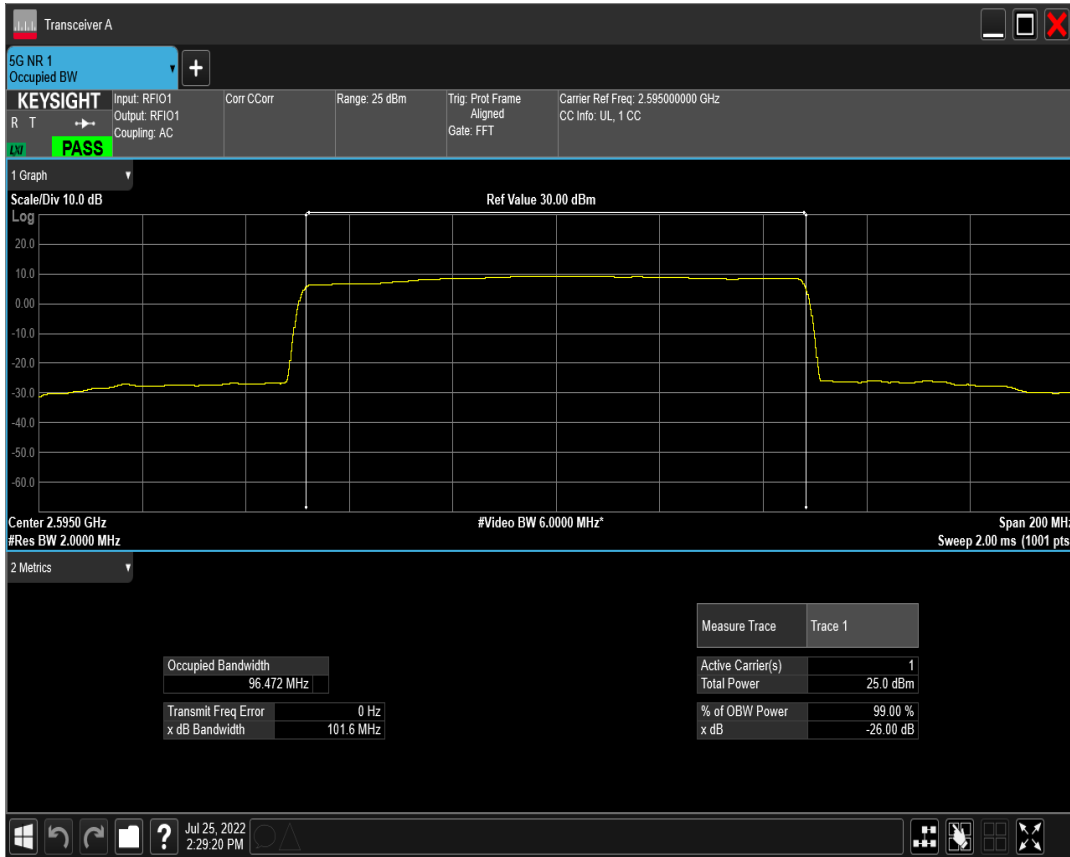 Transceiver A
5G NR 1
Occupied BW
KEYSIGHT
R T
LXI
PASS
Input: RFIO1
Output: RFIO1
Coupling: AC
Corr CCorr
Range: 25 dBm
Trig: Prot Frame
Aligned
Gate: FFT
Carrier Ref Freq: 2.595000000 GHz
CC Info: UL, 1 CC
1 Graph
Scale/Div 10.0 dB
Ref Value 30.00 dBm
Log
20.0
10.0
0.00
-10.0
-20.0
-30.0
-40.0
-50.0
-60.0
Center 2.5950 GHz
#Video BW 6.0000 MHz*
Span 200 MHz
#Res BW 2.0000 MHz
Sweep 2.00 ms (1001 pts
2 Metrics
Measure Trace Trace 1
Occupied Bandwidth
96.472 MHz
Active Carrier(s) 1
Total Power 25.0 dBm
Transmit Freq Error 0 Hz
x dB Bandwidth 101.6 MHz
% of OBW Power 99.00 %
x dB -26.00 dB
Jul 25, 2022
2:29:20 PM